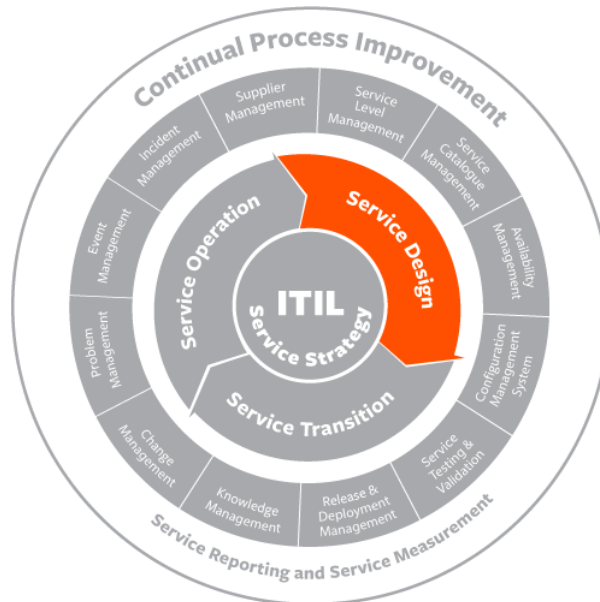 Continual Process Improvement
Supplier
Management
Service
Level
Management
Service
Catalogue
Management
Availability
Management
Configuration
Management
System
Service
Testing &
Validation
Release &
Deployment
Management
Knowledge
Management
Change
Management
Problem
Management
Event
Management
Incident
Management
Service Operation
Service Design
Service Transition
ITIL
Service Strategy
Service Reporting and Service Measurement